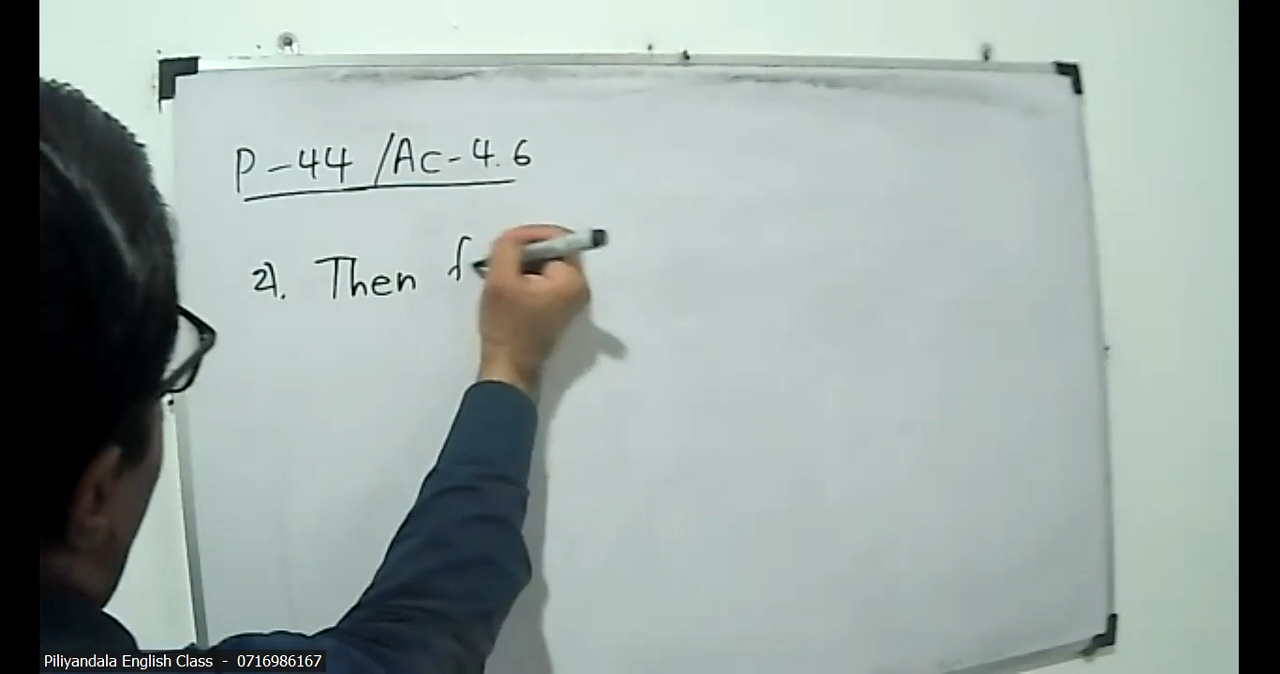 P-44 /Ac-4.6
2). Then f
Piliyandala English Class - 0716986167